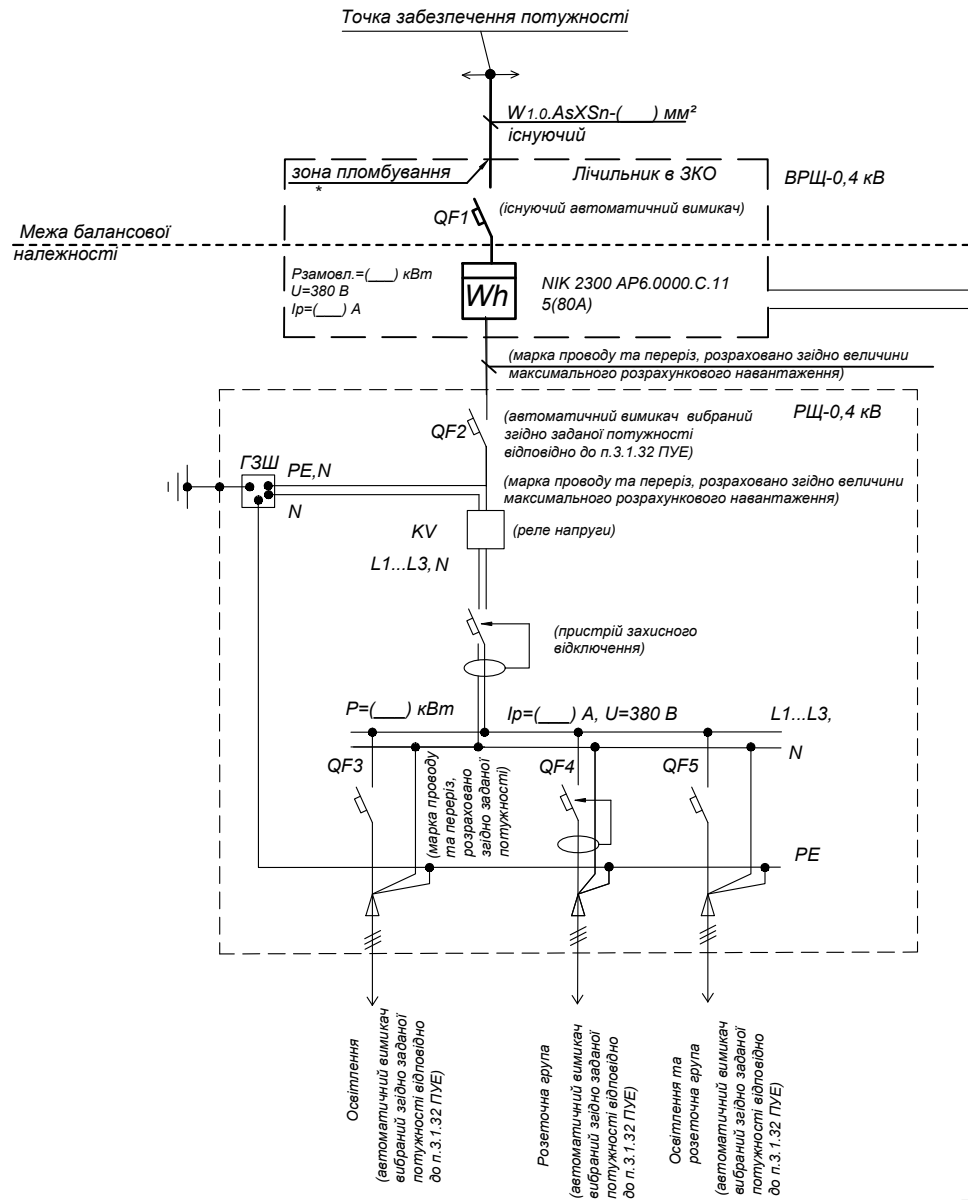 Точка забезпечення потужності
W1.0.AsXSn-(___) мм²
існуючий
зона пломбування
*
Лічильник в ЗКО
ВРЩ-0,4 кВ
QF1
(існуючий автоматичний вимикач)
Межа балансової
належності
Рзамовл.=(___) кВт
U=380 В
Ip=(___) А
Wh
NIK 2300 AP6.0000.C.11
5(80А)
(марка проводу та переріз, розраховано згідно величини
максимального розрахункового навантаження)
РЩ-0,4 кВ
QF2
(автоматичний вимикач вибраний
згідно заданої потужності
відповідно до п.3.1.32 ПУЕ)
ГЗШ
PE,N
N
(марка проводу та переріз, розраховано згідно величини
максимального розрахункового навантаження)
KV
(реле напруги)
L1...L3, N
(пристрій захисного
відключення)
P=(___) кВт
Ip=(___) А, U=380 В
L1...L3,
N
QF3
(марка проводу
та переріз,
розраховано
згідно заданої
потужності)
QF4
QF5
PE
Освітлення
(автоматичний вимикач
вибраний згідно заданої
потужності відповідно
до п.3.1.32 ПУЕ)
Розеточна група
(автоматичний вимикач
вибраний згідно заданої
потужності відповідно
до п.3.1.32 ПУЕ)
Освітлення та
розеточна група
(автоматичний вимикач
вибраний згідно заданої
потужності відповідно
до п.3.1.32 ПУЕ)